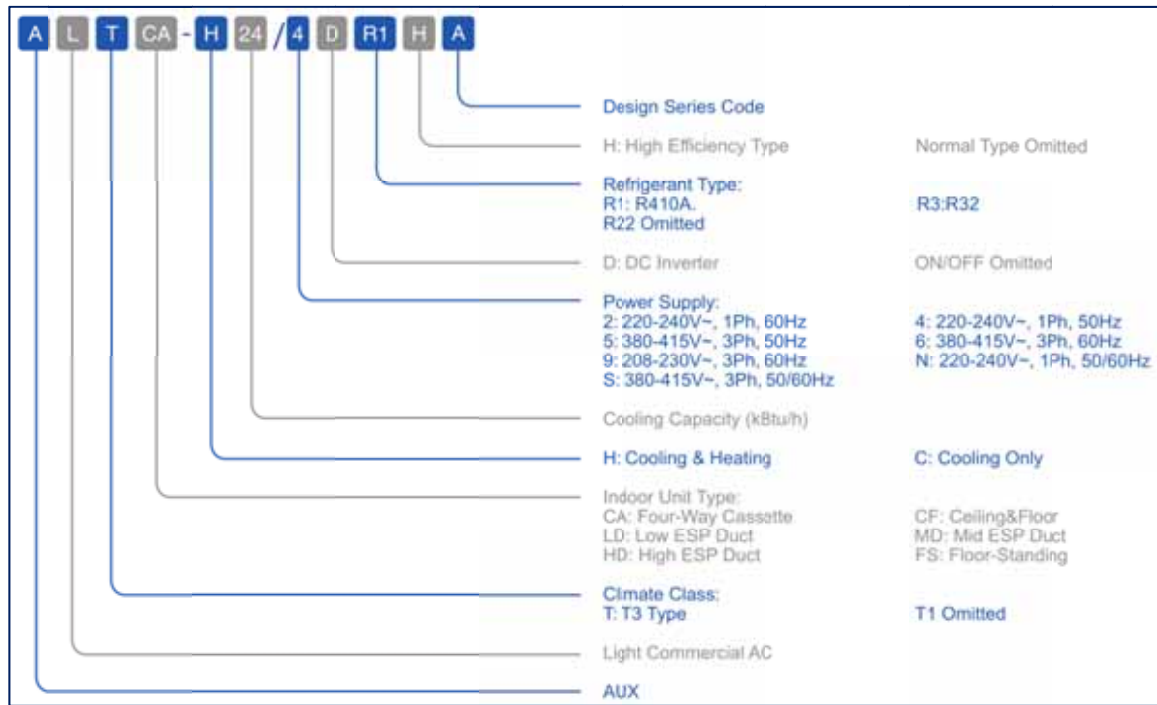 A L T CA - H 24 / 4 D R1 H A
Design Series Code
H: High Efficiency Type Normal Type Omitted
Refrigerant Type:
R1: R410A. R3:R32
R22 Omitted
D: DC Inverter ON/OFF Omitted
Power Supply:
2: 220-240V~, 1Ph, 60Hz 4: 220-240V~, 1Ph, 50Hz
5: 380-415V~, 3Ph, 50Hz 6: 380-415V~, 3Ph, 60Hz
9: 208-230V~, 3Ph, 60Hz N: 220-240V~, 1Ph, 50/60Hz
S: 380-415V~, 3Ph, 50/60Hz
Cooling Capacity (kBtu/h)
H: Cooling & Heating C: Cooling Only
Indoor Unit Type:
CA: Four-Way Cassette CF: Ceiling&Floor
LD: Low ESP Duct MD: Mid ESP Duct
HD: High ESP Duct FS: Floor-Standing
Climate Class:
T: T3 Type T1 Omitted
Light Commercial AC
AUX